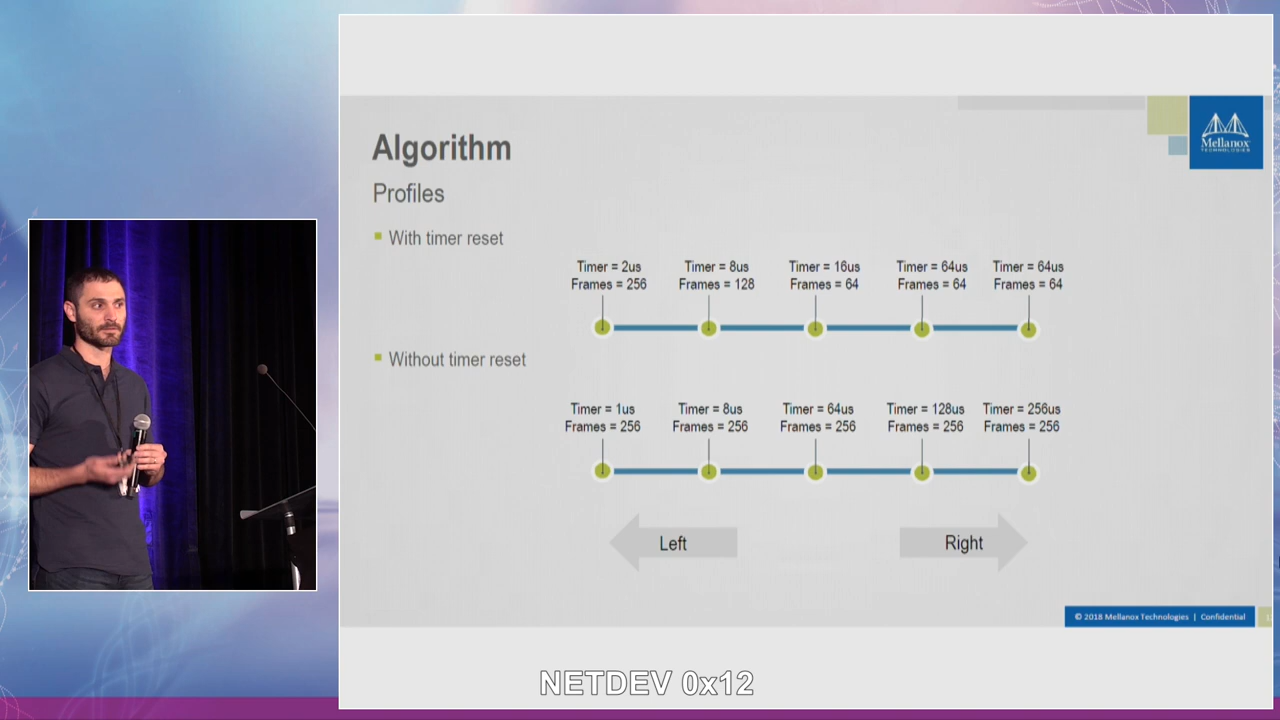 Mellanox
TECHNOLOGIES
Algorithm
Profiles
With timer reset
Timer = 2us
Frames = 256
Timer = 8us
Frames = 128
Timer = 16us
Frames = 64
Timer = 64us
Frames = 64
Timer = 64us
Frames = 64
Without timer reset
Timer = 1us
Frames = 256
Timer = 8us
Frames = 256
Timer = 64us
Frames = 256
Timer = 128us
Frames = 256
Timer = 256us
Frames = 256
Left
Right
© 2018 Mellanox Technologies | Confidential
NETDEV 0x12